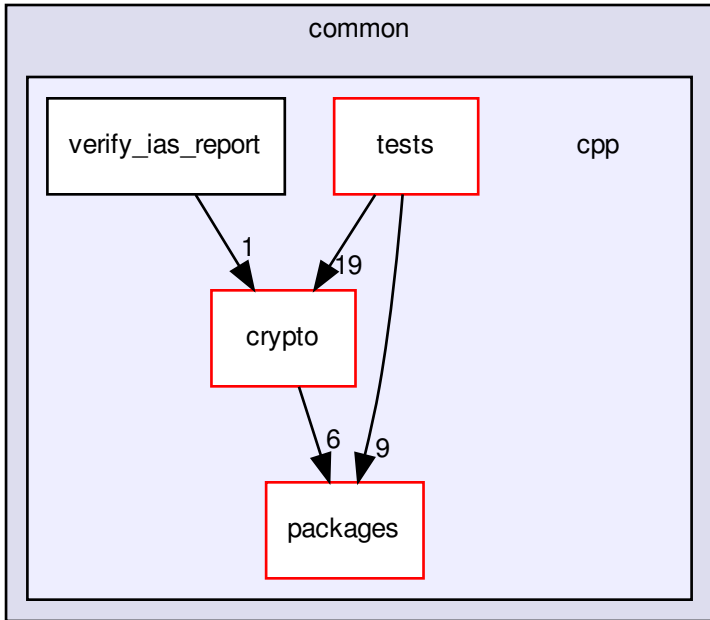 common
verify_ias_report
tests
cpp
1
19
crypto
6
9
packages